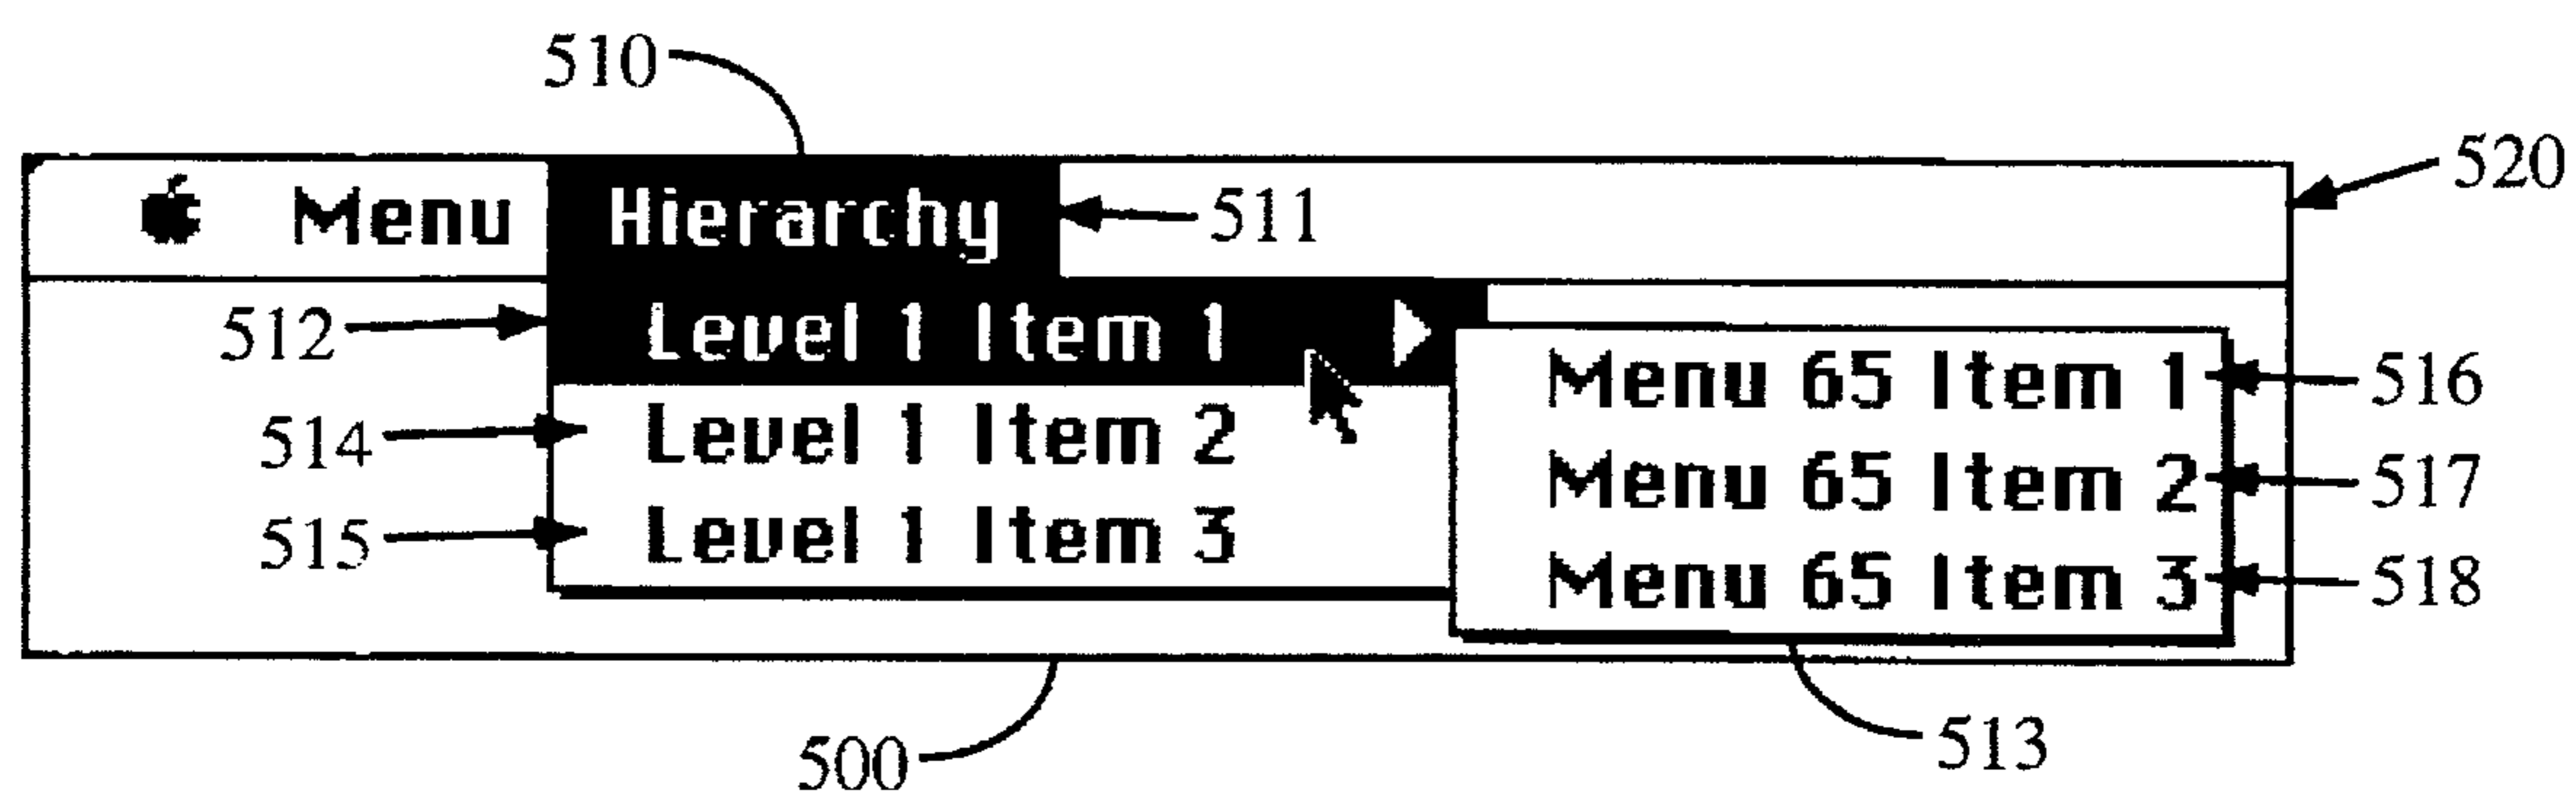 510
520
Menu Hierarchy 511
512 Level 1 Item 1
Menu 65 Item 1 516
514 Level 1 Item 2
Menu 65 Item 2 517
515 Level 1 Item 3
Menu 65 Item 3 518
500
513